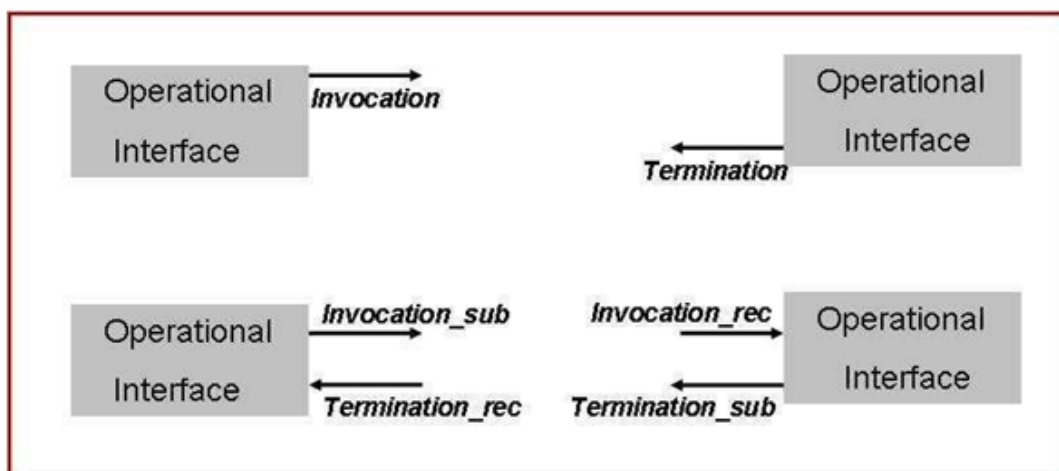 Operational
Interface
Invocation
Operational
Interface
Termination
Operational
Interface
Invocation_sub
Termination_rec
Invocation_rec
Termination_sub
Operational
Interface